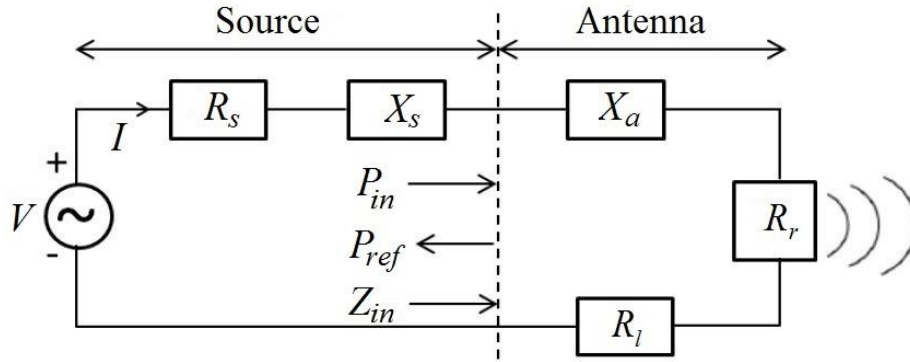 Source Antenna
R_s X_s X_a
I
+
P_in
V R_r
-
P_ref
Z_in
R_l